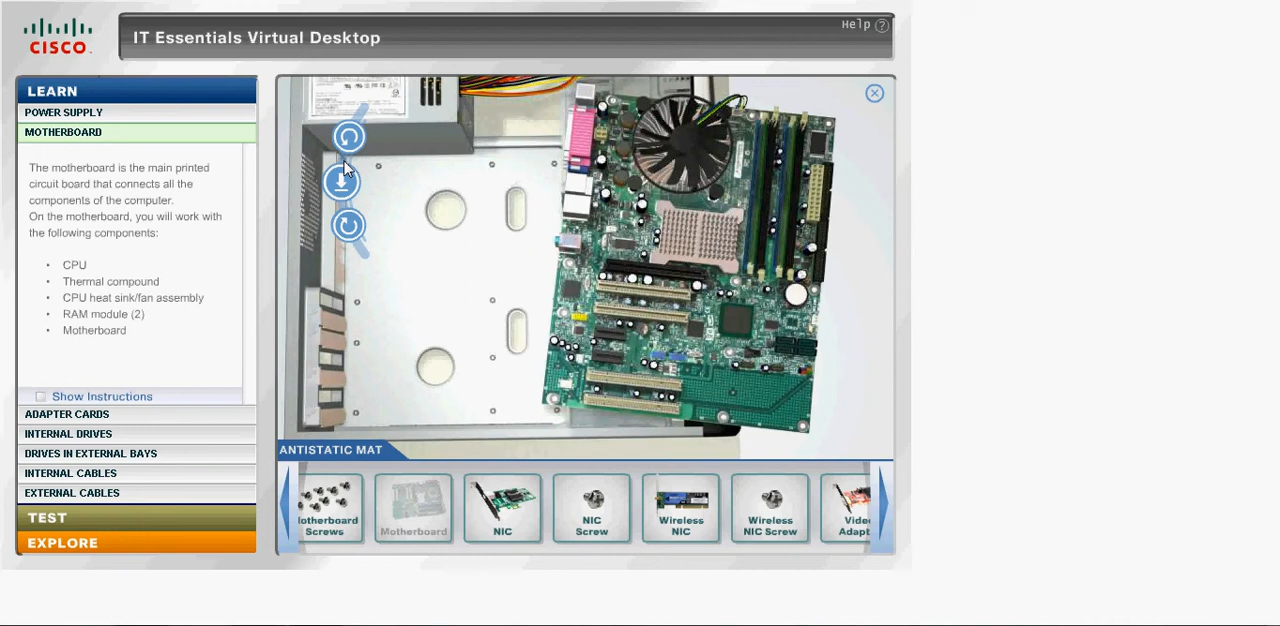 CISCO
IT Essentials Virtual Desktop
Help ?
LEARN
POWER SUPPLY
MOTHERBOARD
The motherboard is the main printed
circuit board that connects all the
components of the computer.
On the motherboard, you will work with
the following components:
• CPU
• Thermal compound
• CPU heat sink/fan assembly
• RAM module (2)
• Motherboard
Show Instructions
ADAPTER CARDS
INTERNAL DRIVES
DRIVES IN EXTERNAL BAYS
INTERNAL CABLES
EXTERNAL CABLES
TEST
EXPLORE
ANTISTATIC MAT
otherboard
Screws
Motherboard
NIC
NIC
Screw
Wireless
NIC
Wireless
NIC Screw
Video
Adapt